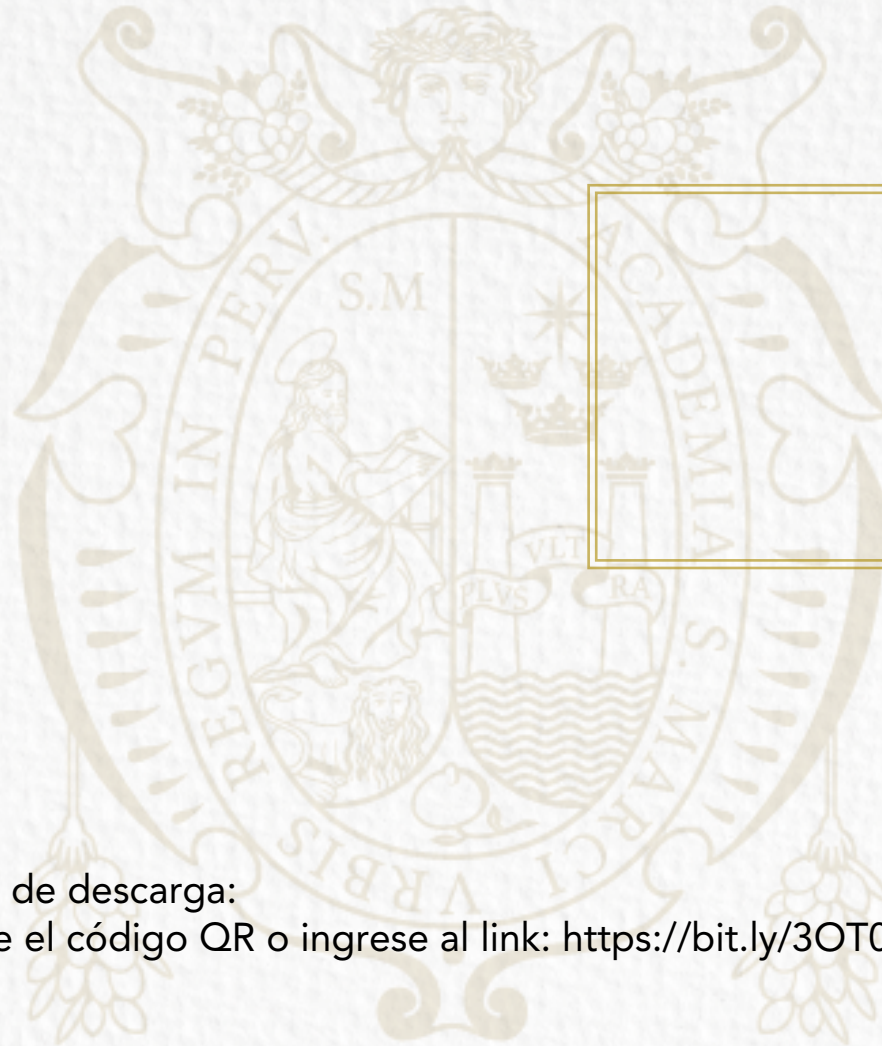 ACADEMIA S. MARCI VRBIS REGVM IN PERV.
S.M
VLT
PLVS
RA
de descarga:
el código QR o ingrese al link: https://bit.ly/3OT0